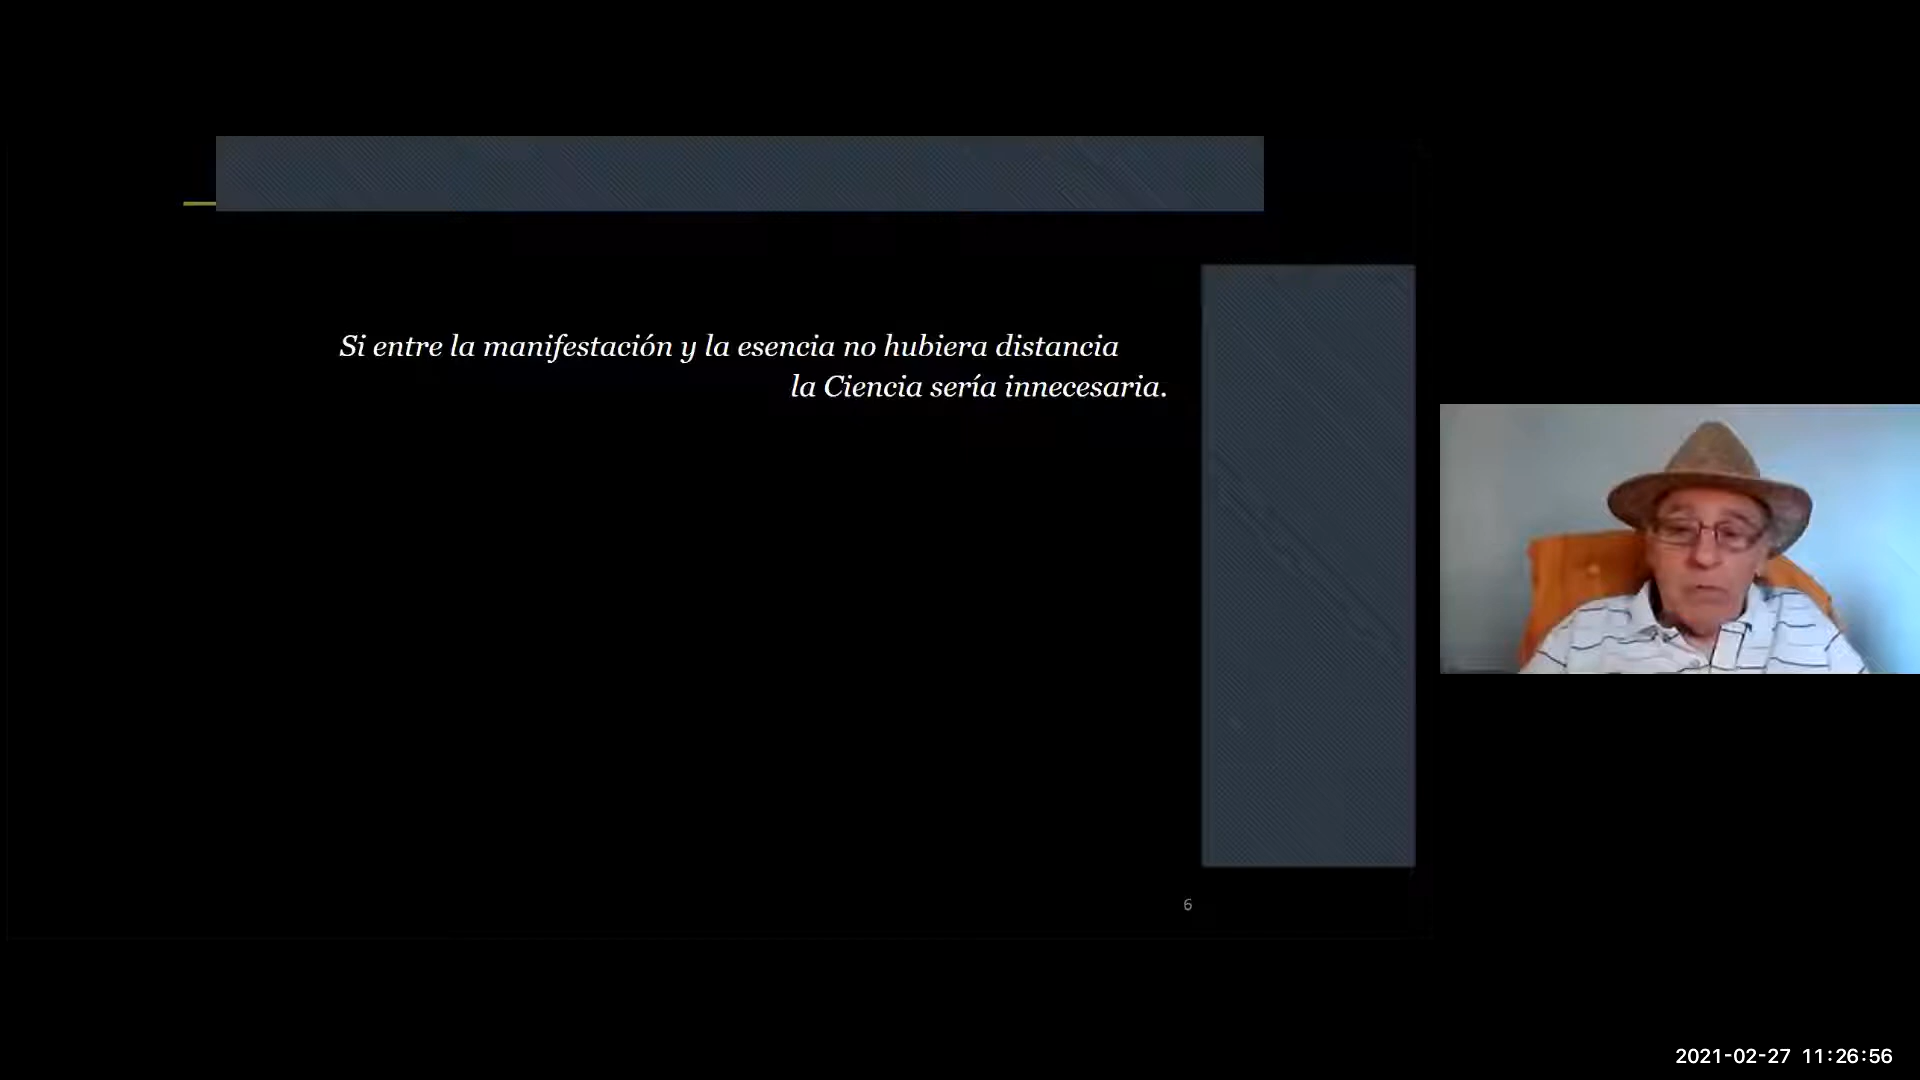 Si entre la manifestación y la esencia no hubiera distancia
la Ciencia sería innecesaria.
6
2021-02-27 11:26:56